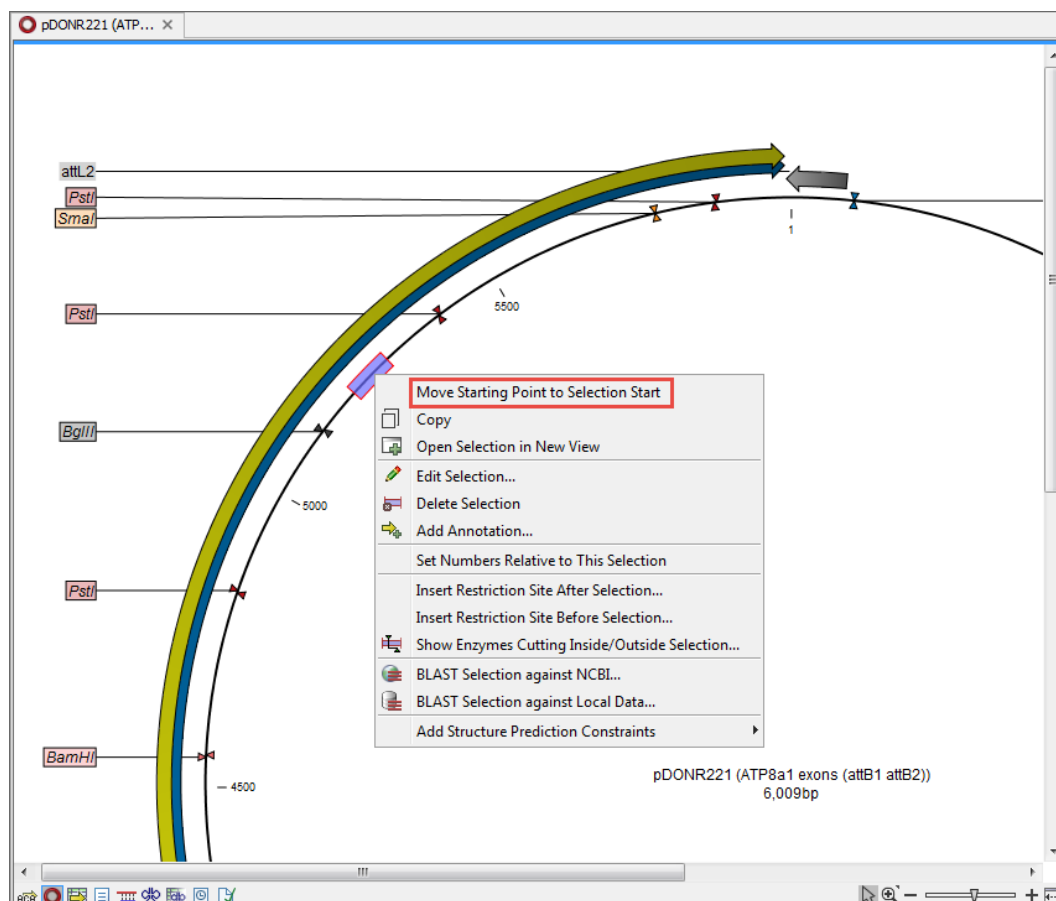 pDONR221 (ATP...
attL2
PstI
SmaI
1
5500
PstI
Move Starting Point to Selection Start
Copy
BglII
Open Selection in New View
Edit Selection...
5000
Delete Selection
Add Annotation...
Set Numbers Relative to This Selection
PstI
Insert Restriction Site After Selection...
Insert Restriction Site Before Selection...
Show Enzymes Cutting Inside/Outside Selection...
BLAST Selection against NCBI...
BLAST Selection against Local Data...
Add Structure Prediction Constraints
BamHI
pDONR221 (ATP8a1 exons (attB1 attB2))
4500
6,009bp